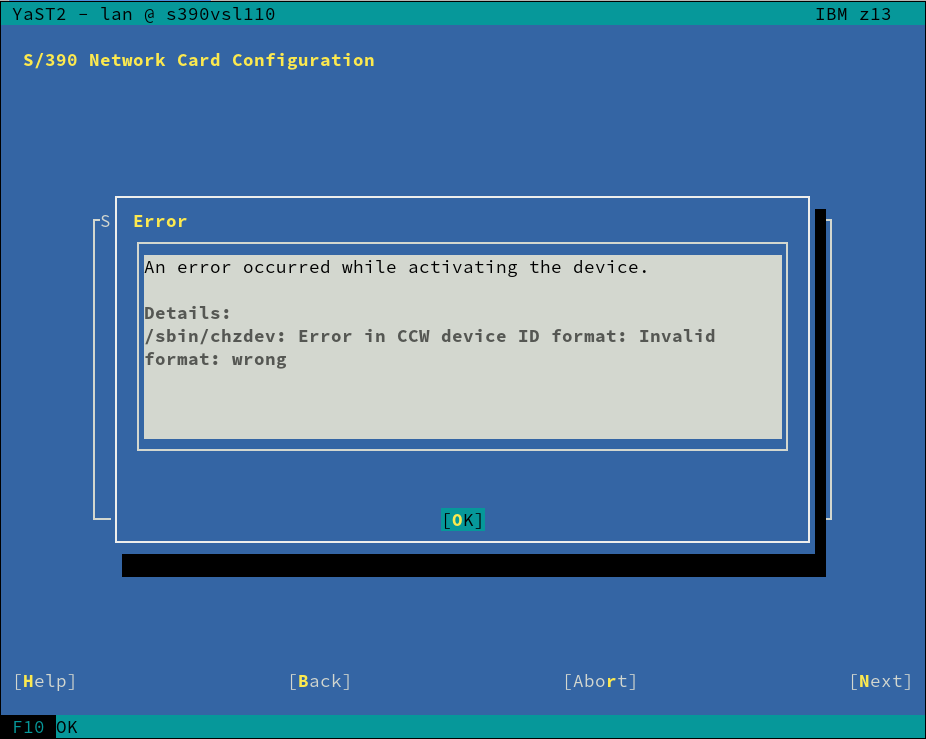 YaST2 - lan @ s390vsl110 IBM z13
S/390 Network Card Configuration
S
Error
An error occurred while activating the device.
Details:
/sbin/chzdev: Error in CCW device ID format: Invalid
format: wrong
[OK]
[Help] [Back] [Abort] [Next]
F10 OK